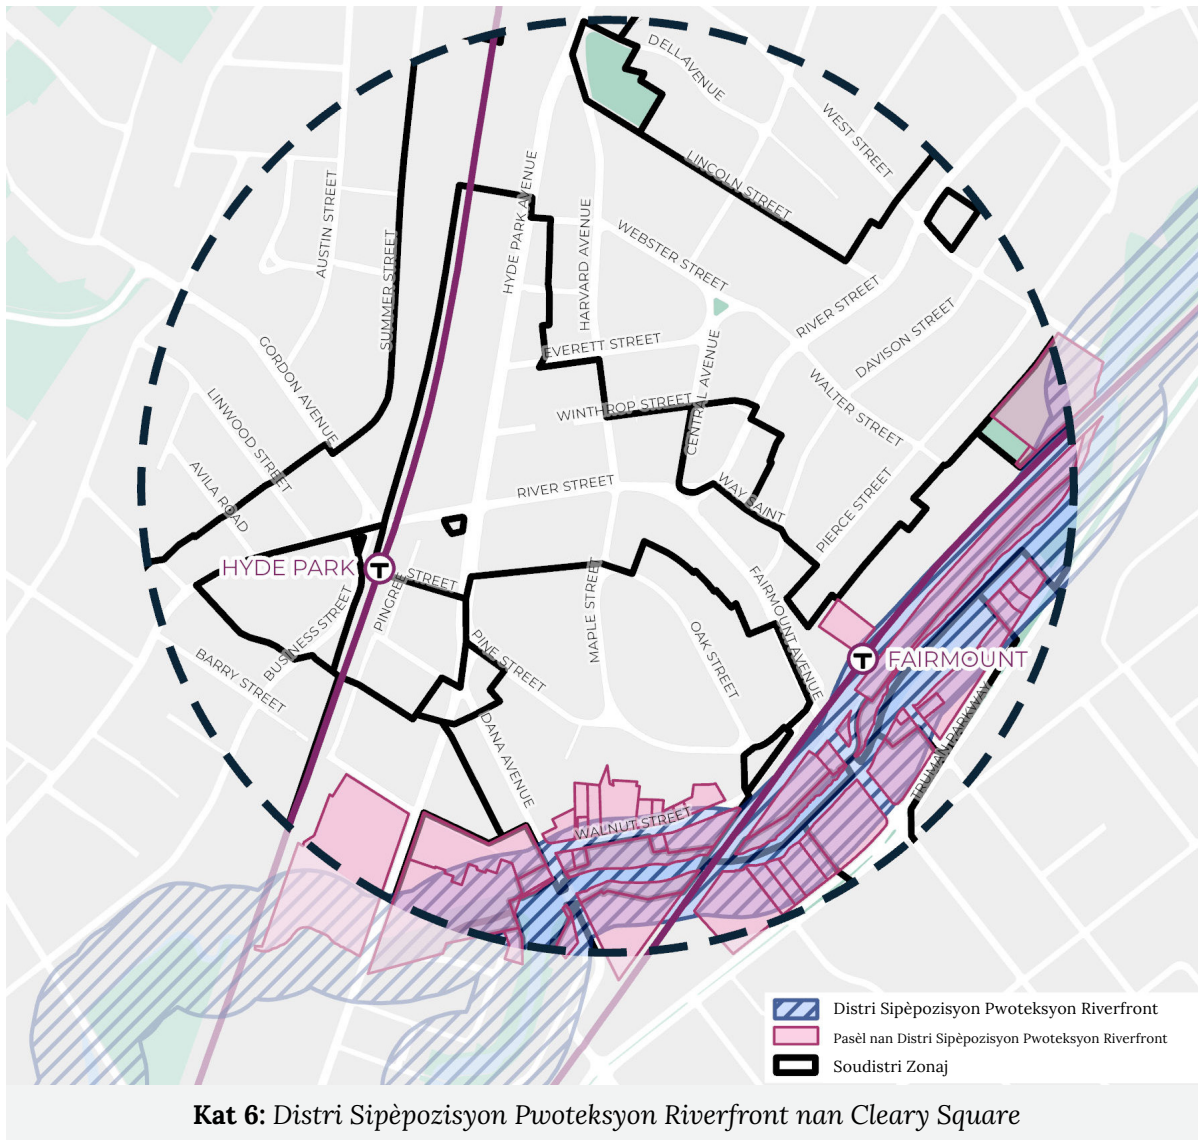 DELL AVENUE
WEST STREET
LINCOLN STREET
HYDE PARK AVENUE
AUSTIN STREET
HARVARD AVENUE
SUMMER STREET
WEBSTER STREET
RIVER STREET
DAVISON STREET
EVERETT STREET
GORDON AVENUE
CENTRAL AVENUE
WALTER STREET
LINWOOD STREET
WINTHROP STREET
AVILA ROAD
RIVER STREET
WAY SAINT
PIERCE STREET
HYDE PARK
T
STREET
BUSINESS STREET
MAPLE STREET
FAIRMOUNT AVENUE
OAK STREET
T
FAIRMOUNT
BARRY STREET
PINE STREET
DANA AVENUE
TRUMAN PARKWAY
WALNUT STREET
Distri Sipèpozisyon Pwoteksyon Riverfront
Pasèl nan Distri Sipèpozisyon Pwoteksyon Riverfront
Soudistri Zonaj
Kat 6: Distri Sipèpozisyon Pwoteksyon Riverfront nan Cleary Square